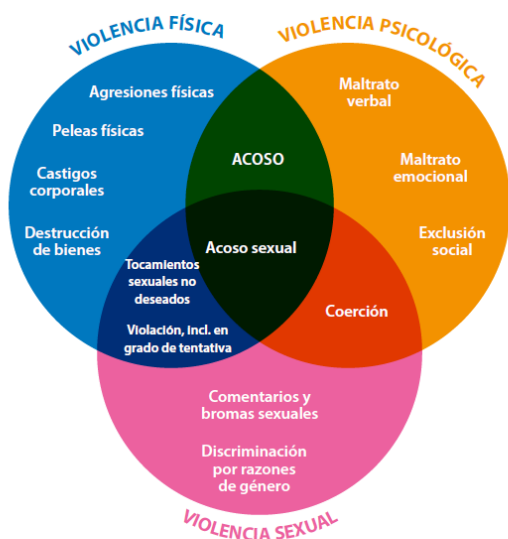 VIOLENCIA FÍSICA
VIOLENCIA PSICOLÓGICA
Agresiones físicas
Peleas físicas
Castigos
corporales
Destrucción
de bienes
ACOSO
Maltrato
verbal
Maltrato
emocional
Exclusión
social
Acoso sexual
Tocamientos
sexuales no
deseados
Violación, incl. en
grado de tentativa
Coerción
Comentarios y
bromas sexuales
Discriminación
por razones
de género
VIOLENCIA SEXUAL